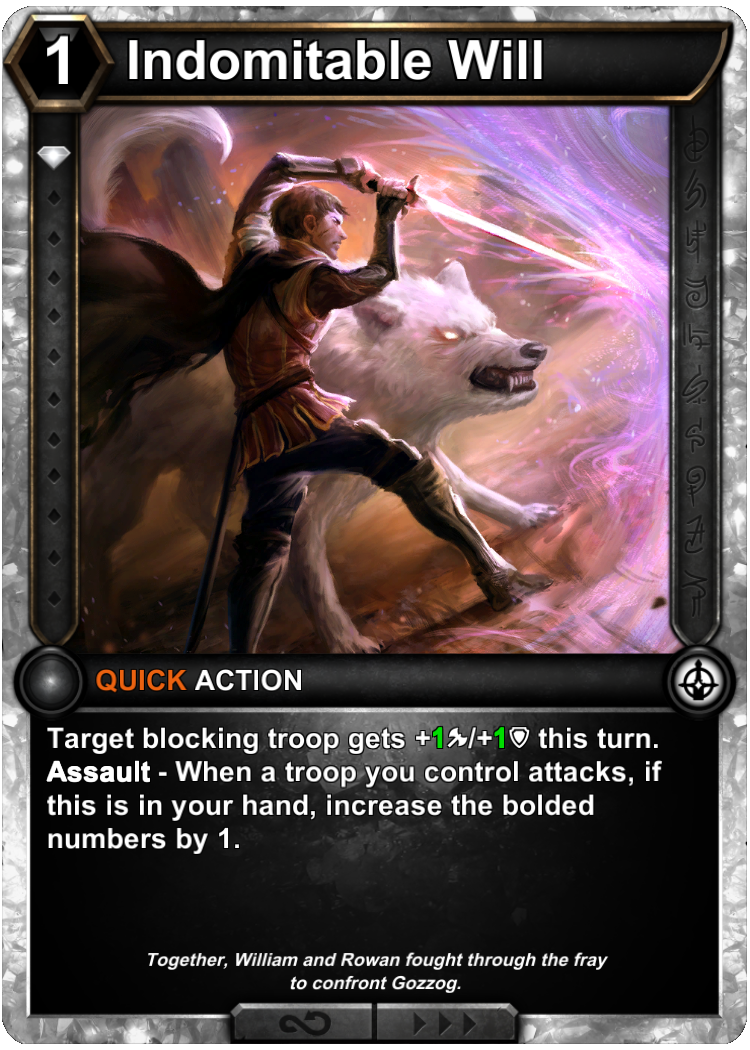 1
Indomitable Will
QUICK ACTION
Target blocking troop gets +1/+1 this turn.
Assault - When a troop you control attacks, if
this is in your hand, increase the bolded
numbers by 1.
Together, William and Rowan fought through the fray
to confront Gozzog.